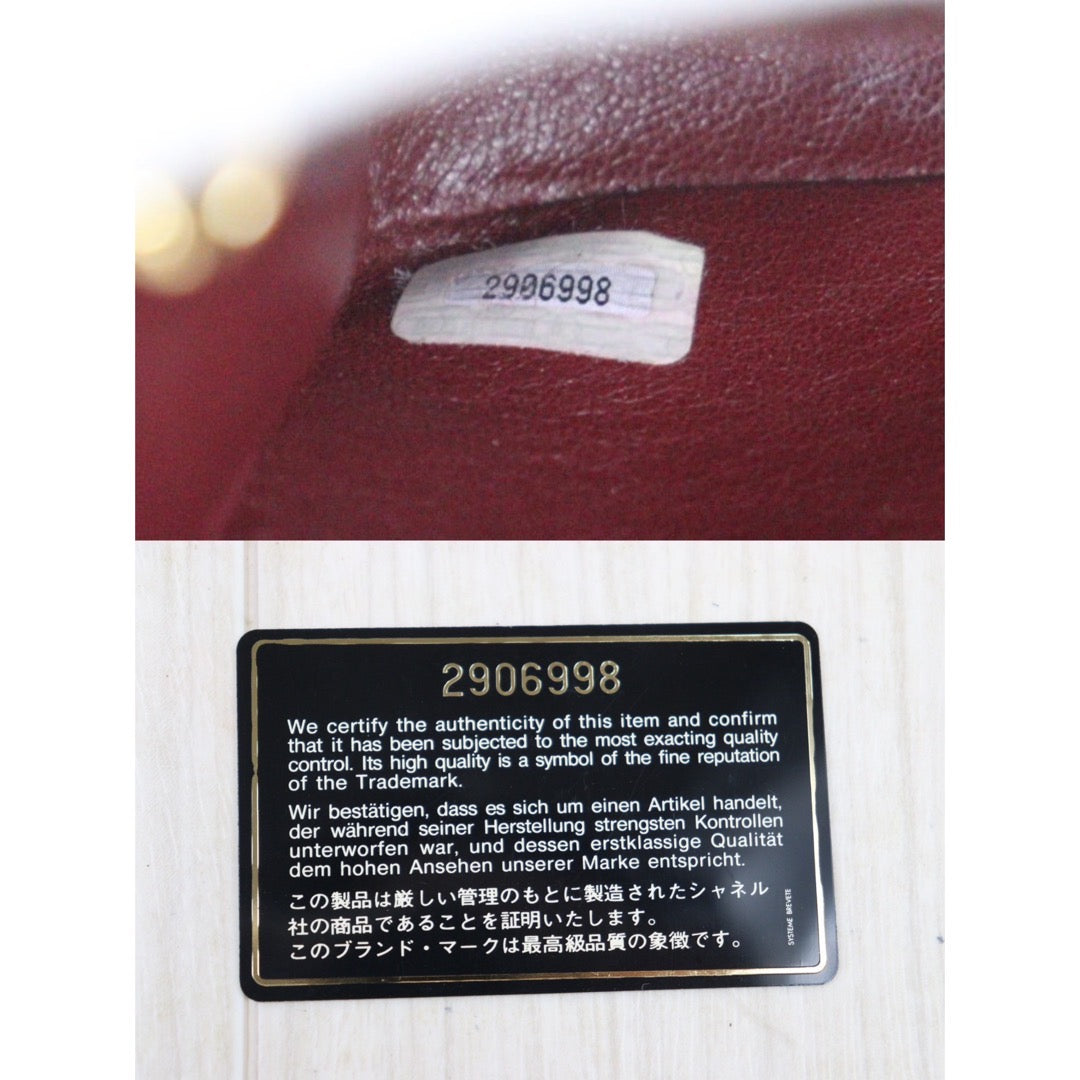 2906998
2906998
We certify the authenticity of this item and confirm
that it has been subjected to the most exacting quality
control. Its high quality is a symbol of the fine reputation
of the Trademark.
Wir bestätigen, dass es sich um einen Artikel handelt,
der während seiner Herstellung strengsten Kontrollen
unterworfen war, und dessen erstklassige Qualität
dem hohen Ansehen unserer Marke entspricht.
この製品は厳しい管理のもとに製造されたシャネル
社の商品であることを証明いたします。
このブランド・マークは最高級品質の象徴です。
SYSTEME BREVETE